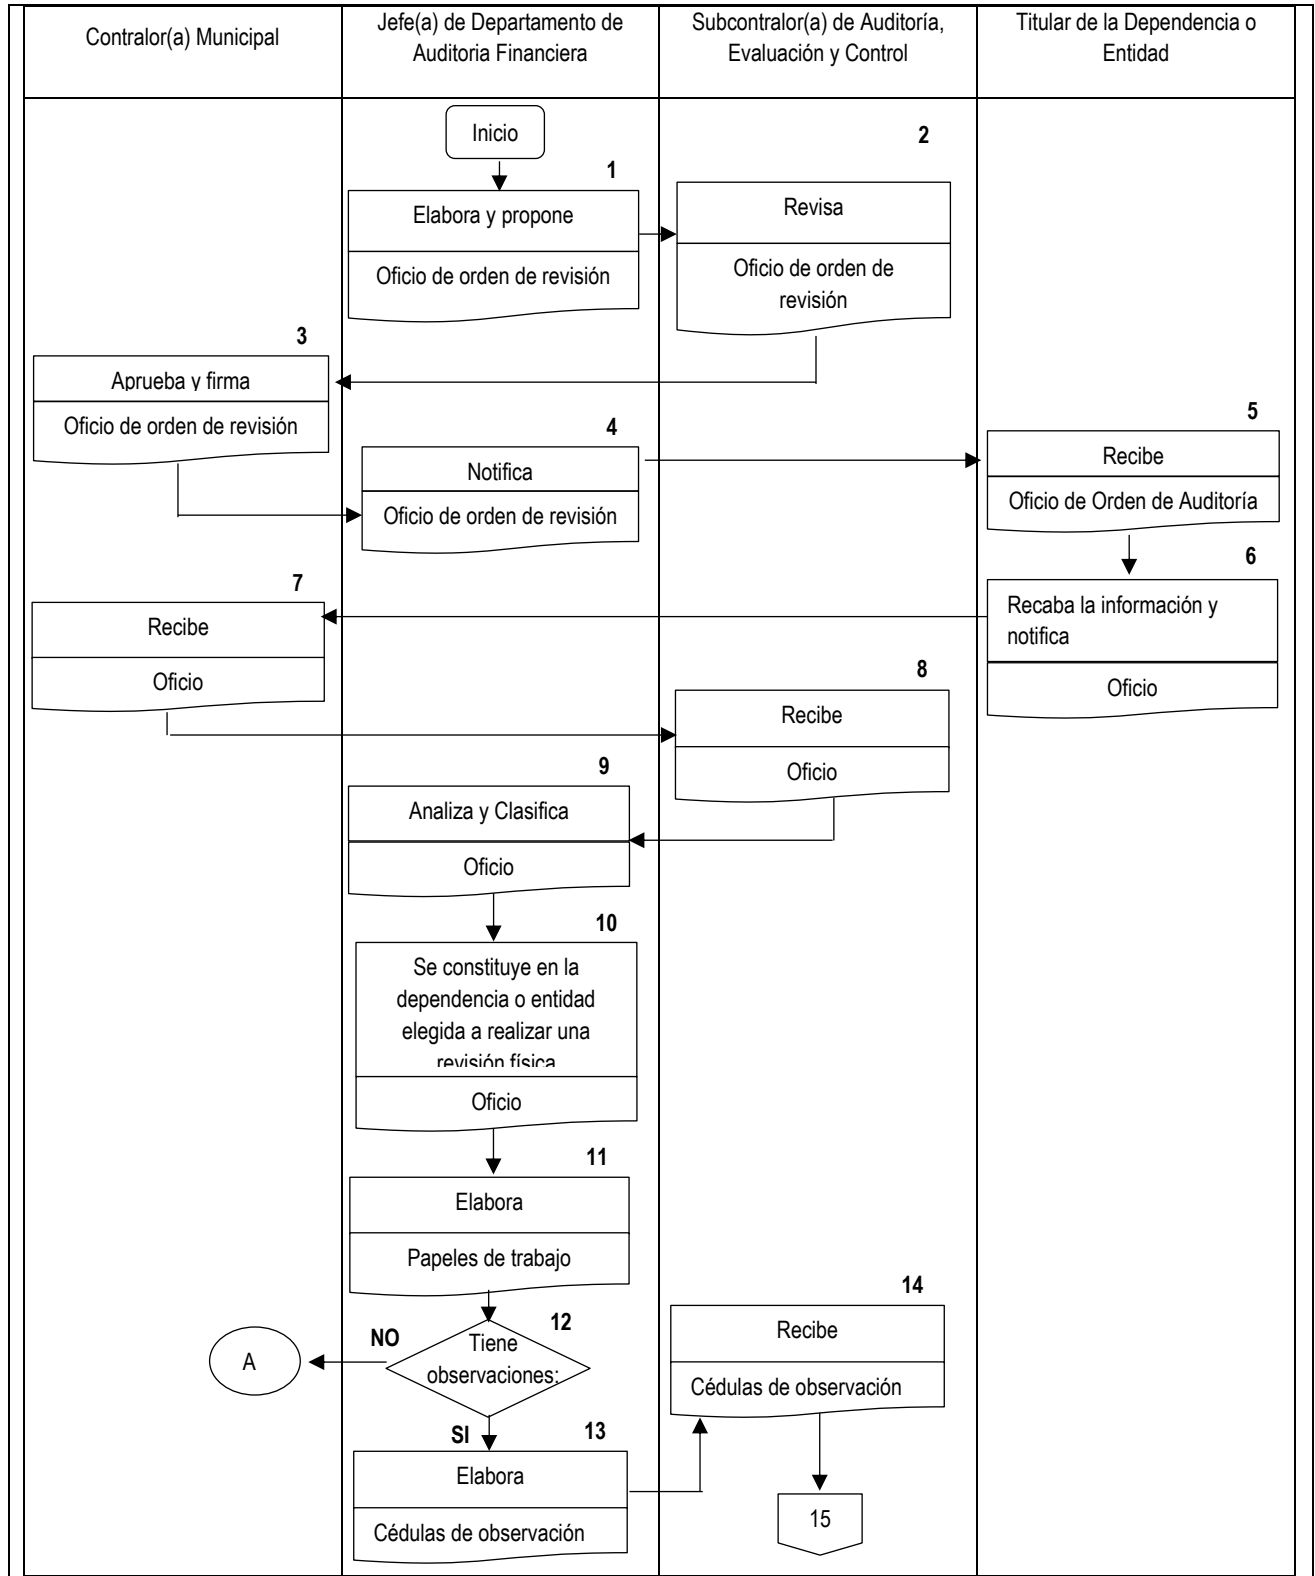 Contralor(a) Municipal
Jefe(a) de Departamento de
Auditoria Financiera
Subcontralor(a) de Auditoría,
Evaluación y Control
Titular de la Dependencia o
Entidad
Inicio
1
Elabora y propone
Oficio de orden de revisión
2
Revisa
Oficio de orden de
revisión
3
Aprueba y firma
Oficio de orden de revisión
4
Notifica
Oficio de orden de revisión
5
Recibe
Oficio de Orden de Auditoría
6
Recaba la información y
notifica
Oficio
7
Recibe
Oficio
8
Recibe
Oficio
9
Analiza y Clasifica
Oficio
10
Se constituye en la
dependencia o entidad
elegida a realizar una
revisión física
Oficio
11
Elabora
Papeles de trabajo
12
Tiene
observaciones:
NO
A
SI
13
Elabora
Cédulas de observación
14
Recibe
Cédulas de observación
15